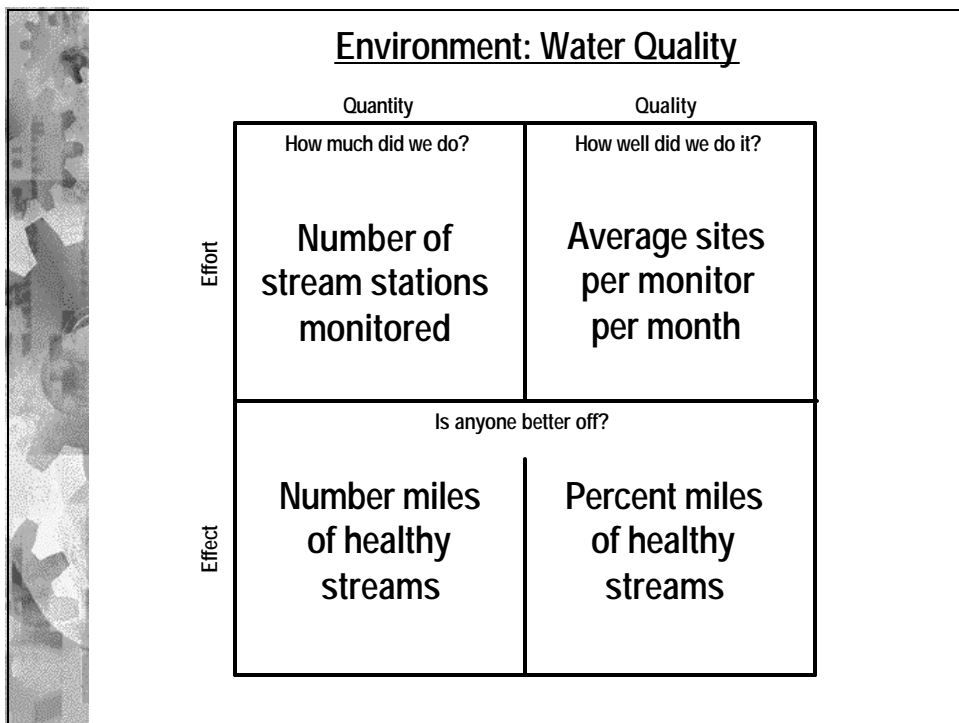 Environment: Water Quality
Quantity
Quality
How much did we do?
How well did we do it?
Effort
Number of
stream stations
monitored
Average sites
per monitor
per month
Is anyone better off?
Effect
Number miles
of healthy
streams
Percent miles
of healthy
streams